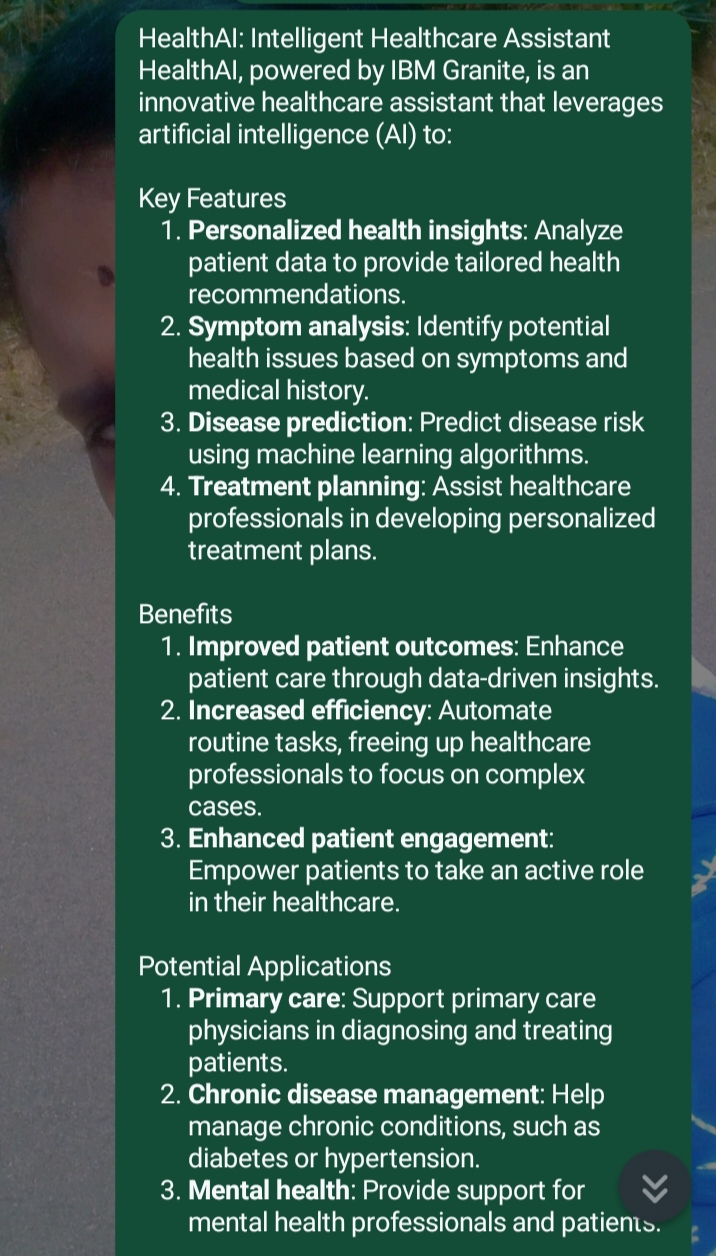 HealthAI: Intelligent Healthcare Assistant
HealthAI, powered by IBM Granite, is an
innovative healthcare assistant that leverages
artificial intelligence (AI) to:
Key Features
1. Personalized health insights: Analyze
patient data to provide tailored health
recommendations.
2. Symptom analysis: Identify potential
health issues based on symptoms and
medical history.
3. Disease prediction: Predict disease risk
using machine learning algorithms.
4. Treatment planning: Assist healthcare
professionals in developing personalized
treatment plans.
Benefits
1. Improved patient outcomes: Enhance
patient care through data-driven insights.
2. Increased efficiency: Automate
routine tasks, freeing up healthcare
professionals to focus on complex
cases.
3. Enhanced patient engagement:
Empower patients to take an active role
in their healthcare.
Potential Applications
1. Primary care: Support primary care
physicians in diagnosing and treating
patients.
2. Chronic disease management: Help
manage chronic conditions, such as
diabetes or hypertension.
3. Mental health: Provide support for
mental health professionals and patients.